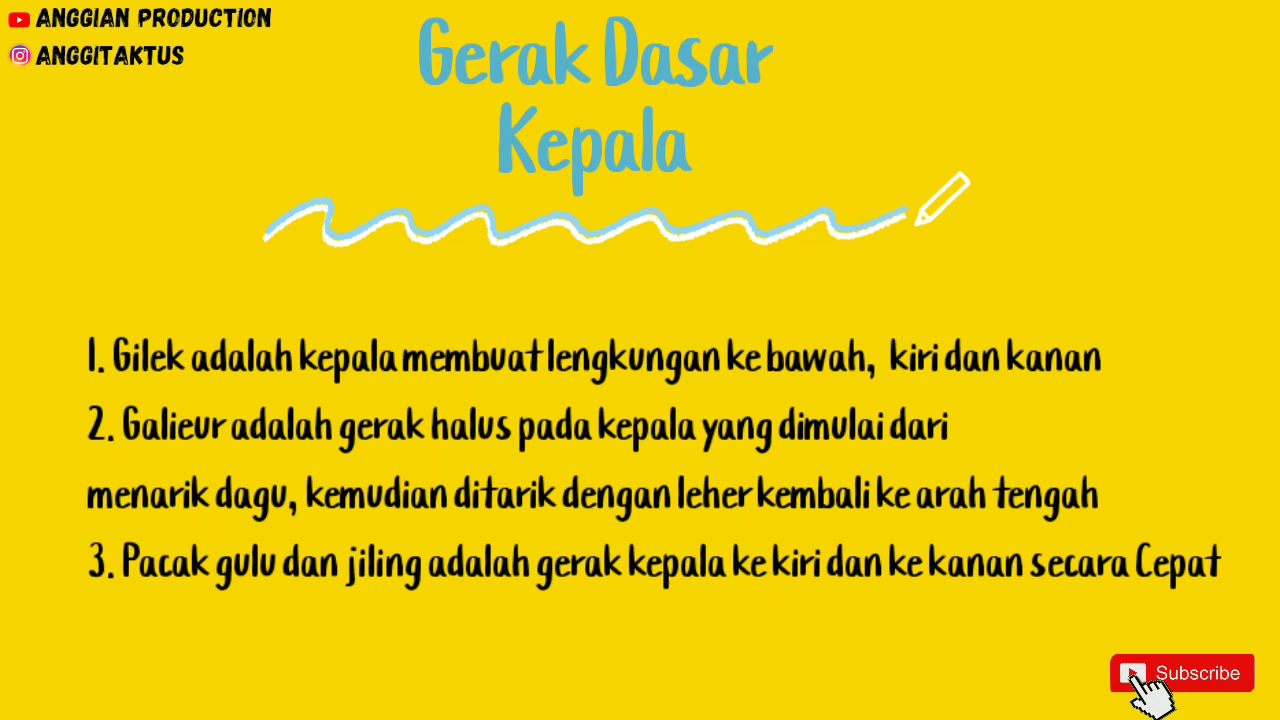 ANGGIAN PRODUCTION
ANGGITAKTUS
Gerak Dasar
Kepala
1. Gilek adalah kepala membuat lengkungan ke bawah, kiri dan kanan
2. Galieur adalah gerak halus pada kepala yang dimulai dari
menarik dagu, kemudian ditarik dengan leher kembali ke arah tengah
3. Pacak gulu dan jiling adalah gerak kepala ke kiri dan ke kanan secara Cepat
Subscribe